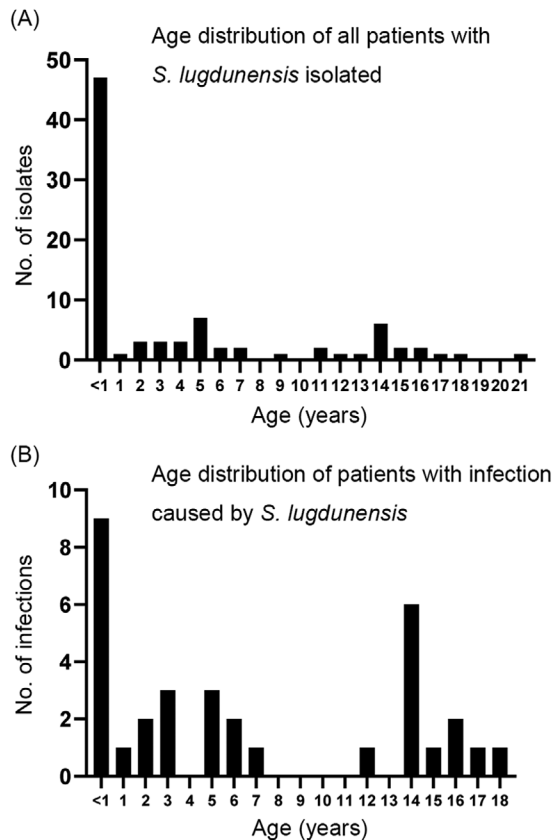 (A)
Age distribution of all patients with
S. lugdunensis isolated
50
40
30
20
10
0
No. of isolates
<1 1 2 3 4 5 6 7 8 9 10 11 12 13 14 15 16 17 18 19 20 21
Age (years)
(B)
Age distribution of patients with infection
caused by S. lugdunensis
10
8
6
4
2
0
No. of infections
<1 1 2 3 4 5 6 7 8 9 10 11 12 13 14 15 16 17 18
Age (years)